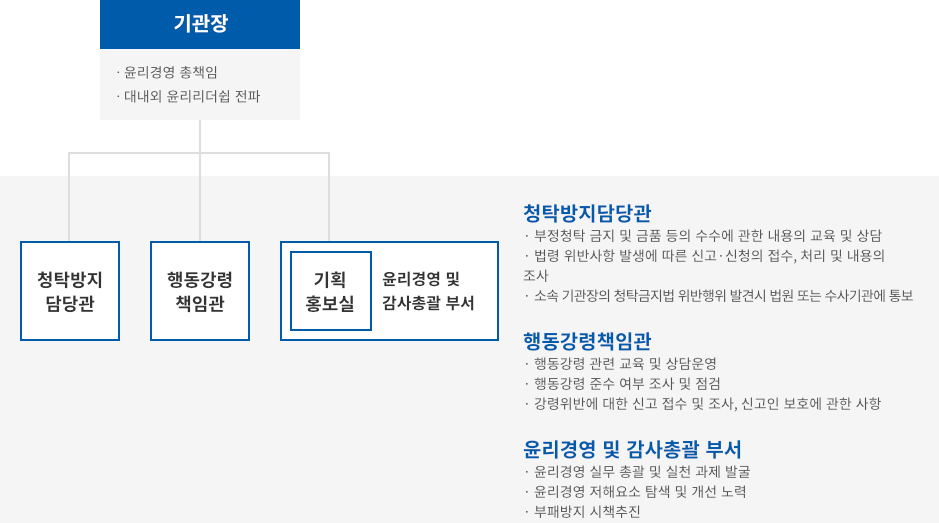 기관장
· 윤리경영 총책임
· 대내외 윤리리더쉽 전파
청탁방지
담당관
행동강령
책임관
기획
홍보실
윤리경영 및
감사총괄 부서
청탁방지담당관
· 부정청탁 금지 및 금품 등의 수수에 관한 내용의 교육 및 상담
· 법령 위반사항 발생에 따른 신고·신청의 접수, 처리 및 내용의
조사
· 소속 기관장의 청탁금지법 위반행위 발견시 법원 또는 수사기관에 통보
행동강령책임관
· 행동강령 관련 교육 및 상담운영
· 행동강령 준수 여부 조사 및 점검
· 강령위반에 대한 신고 접수 및 조사, 신고인 보호에 관한 사항
윤리경영 및 감사총괄 부서
· 윤리경영 실무 총괄 및 실천 과제 발굴
· 윤리경영 저해요소 탐색 및 개선 노력
· 부패방지 시책추진